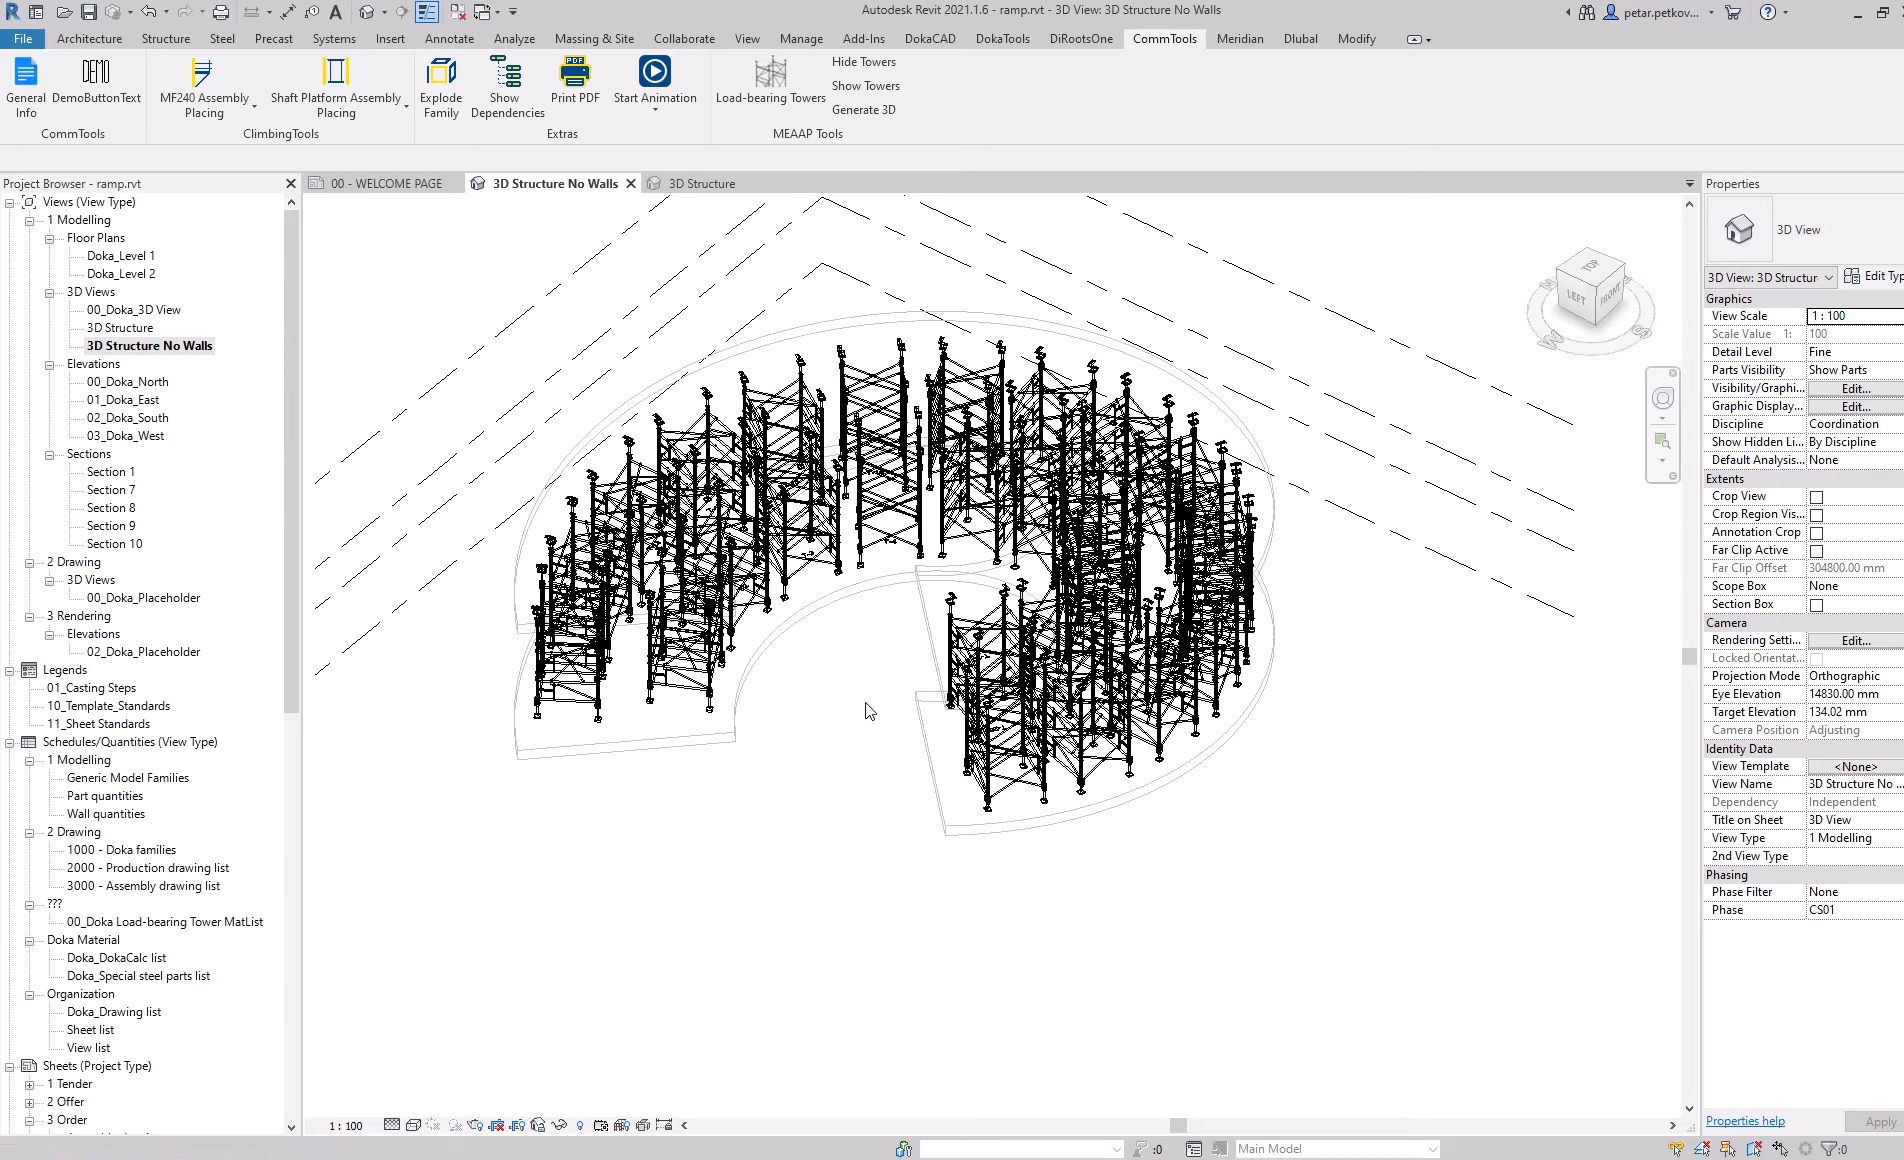 Autodesk Revit 2021.1.6 - ramp.rvt - 3D View: 3D Structure No Walls
petar.petkov...
File
Architecture
Structure
Steel
Precast
Systems
Insert
Annotate
Analyze
Massing & Site
Collaborate
View
Manage
Add-Ins
DokaCAD
DokaTools
DiRootsOne
CommTools
Meridian
Dlubal
Modify
General
Info
DEMO
DemoButtonText
MF240 Assembly
Placing
Shaft Platform Assembly
Placing
Explode
Family
Show
Dependencies
PDF
Print PDF
Start Animation
Load-bearing Towers
Hide Towers
Show Towers
Generate 3D
CommTools
ClimbingTools
Extras
MEAAP Tools
Project Browser - ramp.rvt
00 - WELCOME PAGE
3D Structure No Walls
3D Structure
Properties
Views (View Type)
1 Modelling
Floor Plans
Doka_Level 1
Doka_Level 2
3D Views
00_Doka_3D View
3D Structure
3D Structure No Walls
Elevations
00_Doka_North
01_Doka_East
02_Doka_South
03_Doka_West
Sections
Section 1
Section 7
Section 8
Section 9
Section 10
2 Drawing
3D Views
00_Doka_Placeholder
3 Rendering
Elevations
02_Doka_Placeholder
Legends
01_Casting Steps
10_Template_Standards
11_Sheet Standards
Schedules/Quantities (View Type)
1 Modelling
Generic Model Families
Part quantities
Wall quantities
2 Drawing
1000 - Doka families
2000 - Production drawing list
3000 - Assembly drawing list
???
00_Doka Load-bearing Tower MatList
Doka Material
Doka_DokaCalc list
Doka_Special steel parts list
Organization
Doka_Drawing list
Sheet list
View list
Sheets (Project Type)
1 Tender
2 Offer
3 Order
TOP
LEFT
FRONT
W
S
3D View
3D View: 3D Structur
Edit Typ
Graphics
View Scale 1 : 100
Scale Value 1: 100
Detail Level Fine
Parts Visibility Show Parts
Visibility/Graphi... Edit...
Graphic Display... Edit...
Discipline Coordination
Show Hidden Li... By Discipline
Default Analysis... None
Extents
Crop View
Crop Region Vis...
Annotation Crop
Far Clip Active
Far Clip Offset 304800.00 mm
Scope Box None
Section Box
Camera
Rendering Setti... Edit...
Locked Orientat...
Projection Mode Orthographic
Eye Elevation 14830.00 mm
Target Elevation 134.02 mm
Camera Position Adjusting
Identity Data
View Template <None>
View Name 3D Structure No ...
Dependency Independent
Title on Sheet 3D View
View Type 1 Modelling
2nd View Type
Phasing
Phase Filter None
Phase CS01
Properties help
Apply
1 : 100
:0
Main Model
:0